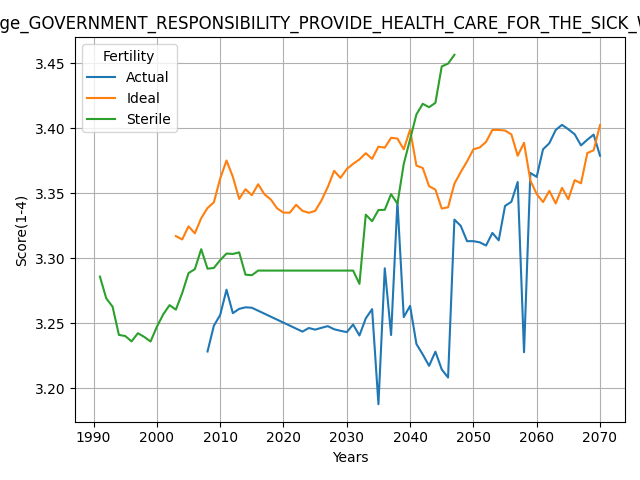 ge_GOVERNMENT_RESPONSIBILITY_PROVIDE_HEALTH_CARE_FOR_THE_SICK_
Fertility
Actual
Ideal
Sterile
Score(1-4)
3.45
3.40
3.35
3.30
3.25
3.20
1990 2000 2010 2020 2030 2040 2050 2060 2070
Years